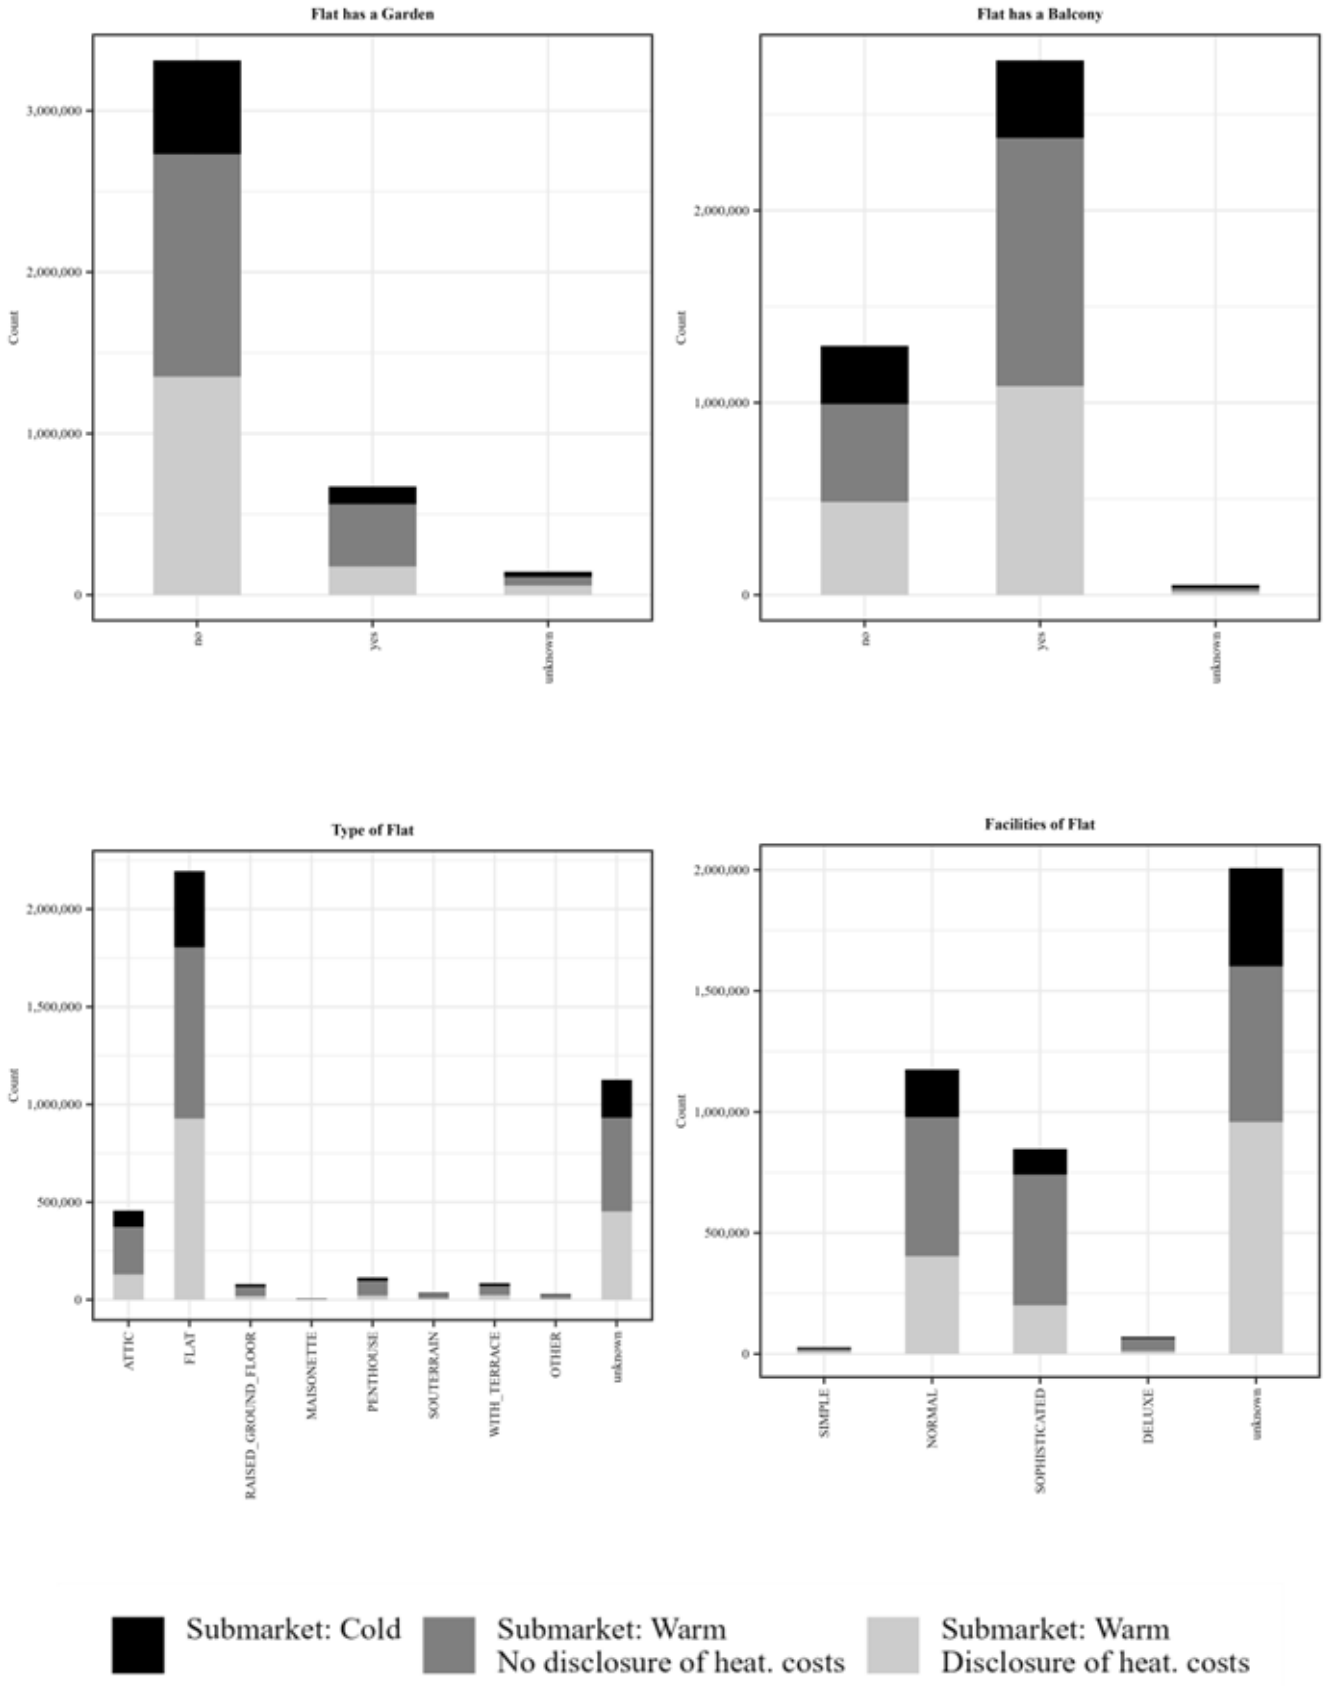 Flat has a Garden
Count
3,000,000
2,000,000
1,000,000
0
no
yes
unknown
Flat has a Balcony
Count
2,000,000
1,000,000
0
no
yes
unknown
Type of Flat
Count
2,000,000
1,500,000
1,000,000
500,000
0
ATTIC
FLAT
RAISED_GROUND_FLOOR
MAISONETTE
PENTHOUSE
SOUTERRAIN
WITH_TERRACE
OTHER
unknown
Facilities of Flat
Count
2,000,000
1,500,000
1,000,000
500,000
0
SIMPLE
NORMAL
SOPHISTICATED
DELUXE
unknown
Submarket: Cold
Submarket: Warm
No disclosure of heat. costs
Submarket: Warm
Disclosure of heat. costs